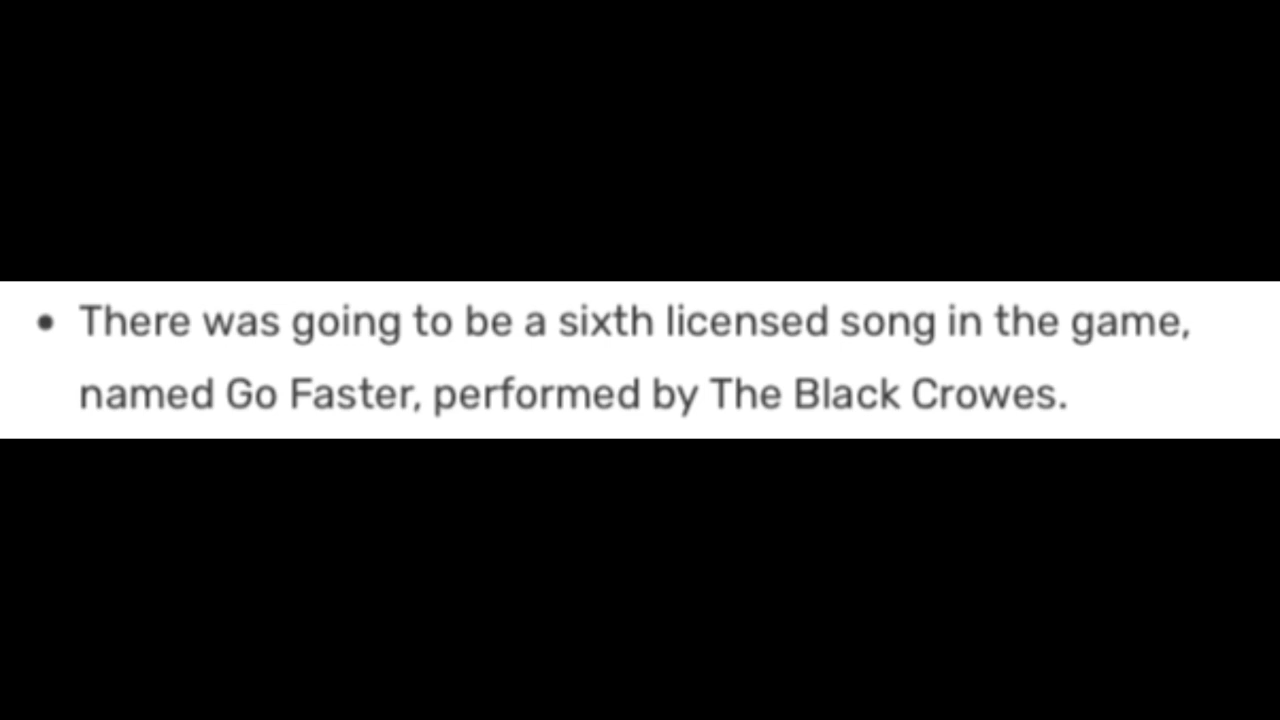 • There was going to be a sixth licensed song in the game,
named Go Faster, performed by The Black Crowes.